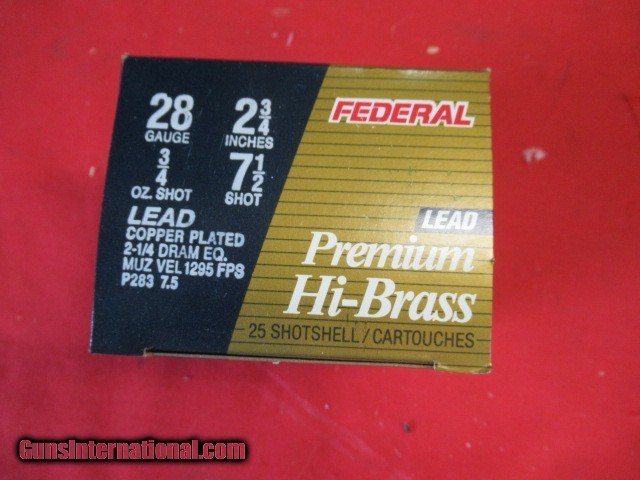 28 GAUGE
2 3/4 INCHES
3/4 OZ. SHOT
7 1/2 SHOT
LEAD
COPPER PLATED
2-1/4 DRAM EQ.
MUZ VEL 1295 FPS
P283 7.5
FEDERAL
LEAD
Premium
Hi-Brass
25 SHOTSHELL/CARTOUCHES
GunsInternational.com